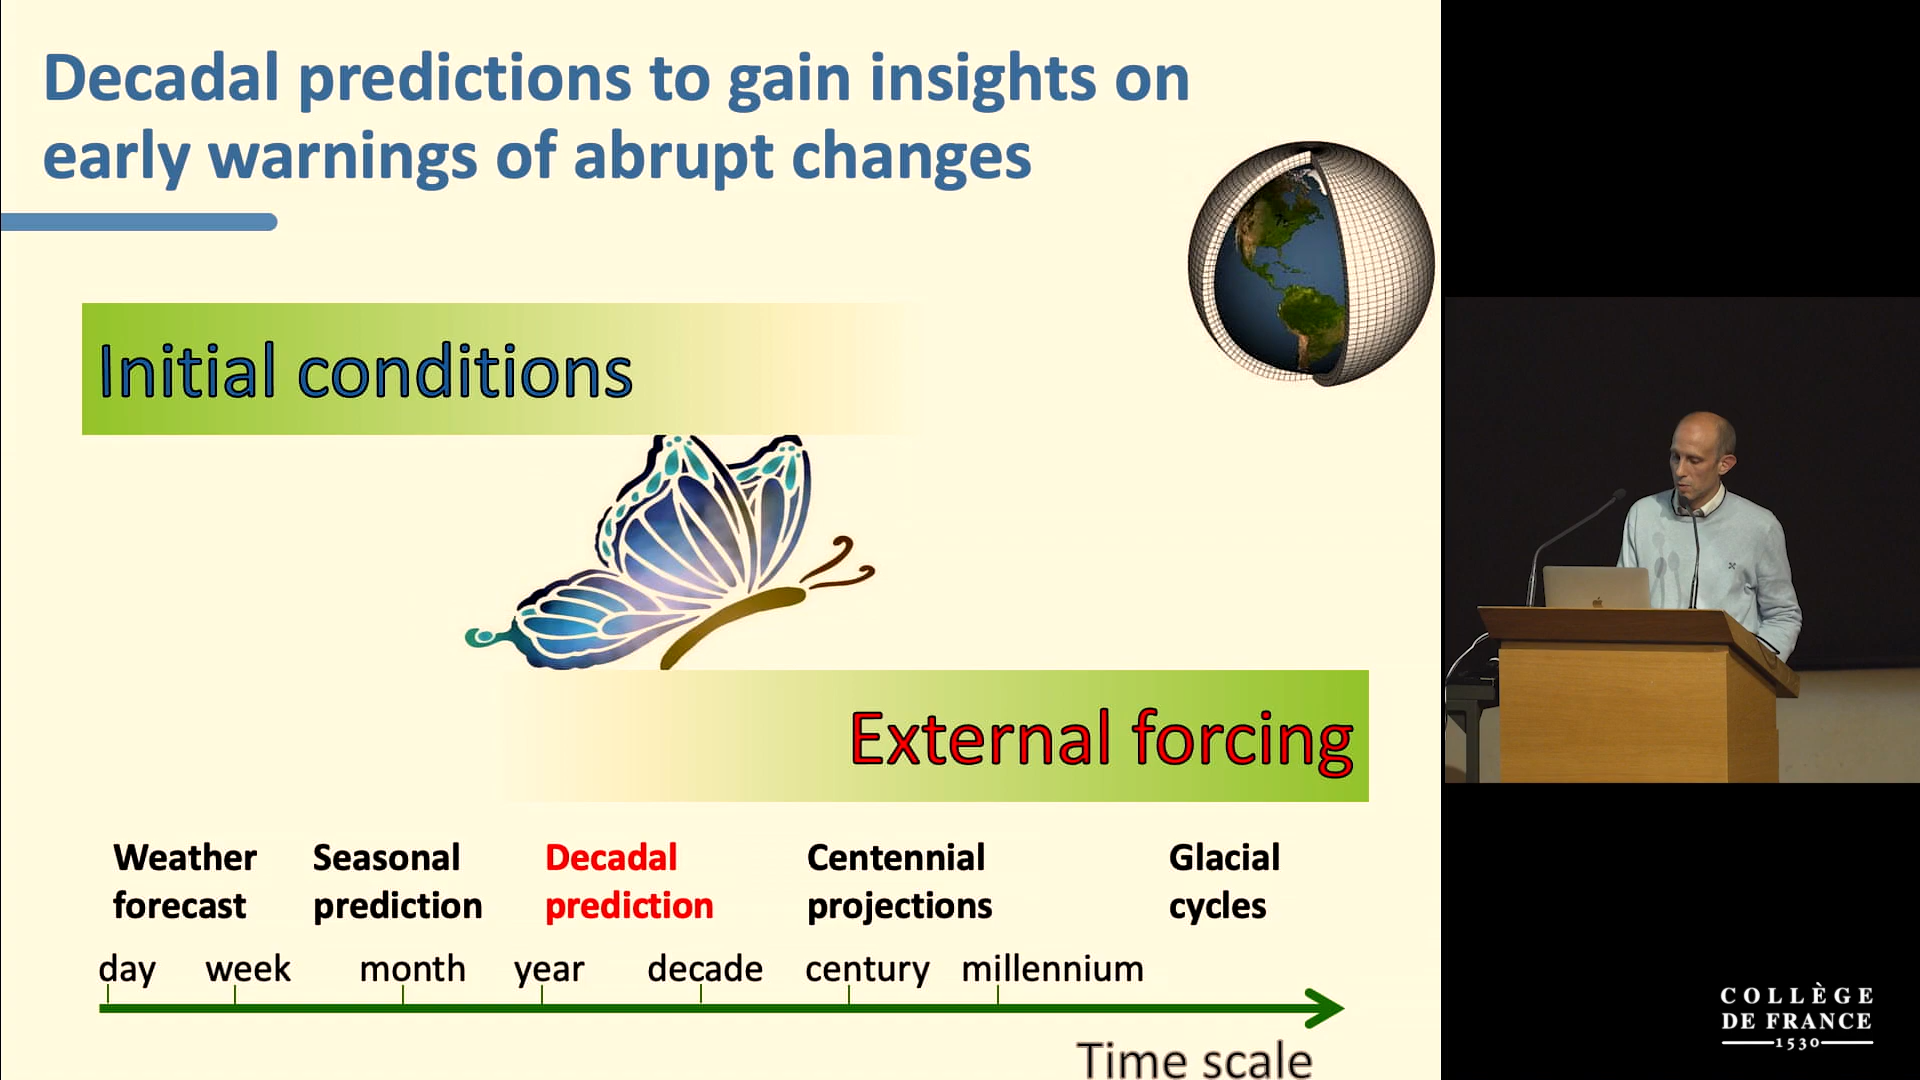 Decadal predictions to gain insights on
early warnings of abrupt changes
Initial conditions
External forcing
Weather forecast
Seasonal prediction
Decadal prediction
Centennial projections
Glacial cycles
day week month year decade century millennium
Time scale
COLLÈGE
DE FRANCE
1530